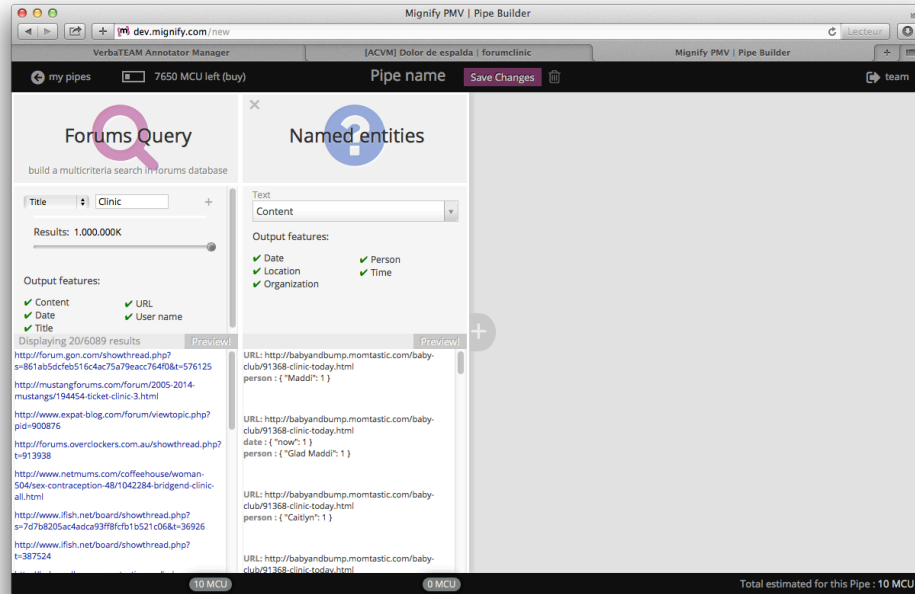 Mignify PMV | Pipe Builder
dev.mignify.com/new
Lecteur
VerbaTEAM Annotator Manager
[ACVM] Dolor de espalda | forumclinic
Mignify PMV | Pipe Builder
my pipes
7650 MCU left (buy)
Pipe name
Save Changes
team
Forums Query
build a multicriteria search in forums database
Title
Clinic
Results: 1.000.000K
Output features:
Content
Date
Title
URL
User name
Displaying 20/6089 results
Preview!
http://forum.gon.com/showthread.php?
s=861ab5dcfeb516c4ac75a79eacc764f0&t=576125
http://mustangforums.com/forum/2005-2014-
mustangs/194454-ticket-clinic-3.html
http://www.expat-blog.com/forum/viewtopic.php?
pid=900876
http://forums.overclockers.com.au/showthread.php?
t=913938
http://www.netmums.com/coffeehouse/woman-
504/sex-contraception-48/1042284-bridgend-clinic-
all.html
http://www.ifish.net/board/showthread.php?
s=7d7b8205ac4adca93ff8fcfb1b521c06&t=36926
http://www.ifish.net/board/showthread.php?
t=387524
10 MCU
Named entities
Text
Content
Output features:
Date
Location
Organization
Person
Time
Preview!
URL: http://babyandbump.momtastic.com/baby-
club/91368-clinic-today.html
person : { "Maddi": 1 }
URL: http://babyandbump.momtastic.com/baby-
club/91368-clinic-today.html
date : { "now": 1 }
person : { "Glad Maddi": 1 }
URL: http://babyandbump.momtastic.com/baby-
club/91368-clinic-today.html
person : { "Caitlyn": 1 }
URL: http://babyandbump.momtastic.com/baby-
club/91368-clinic-today.html
0 MCU
Total estimated for this Pipe : 10 MCU